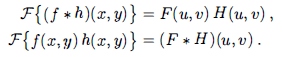 𝓕{(f ∗ h)(x, y)} = F(u, v) H(u, v) ,
𝓕{f(x, y) h(x, y)} = (F ∗ H)(u, v) .